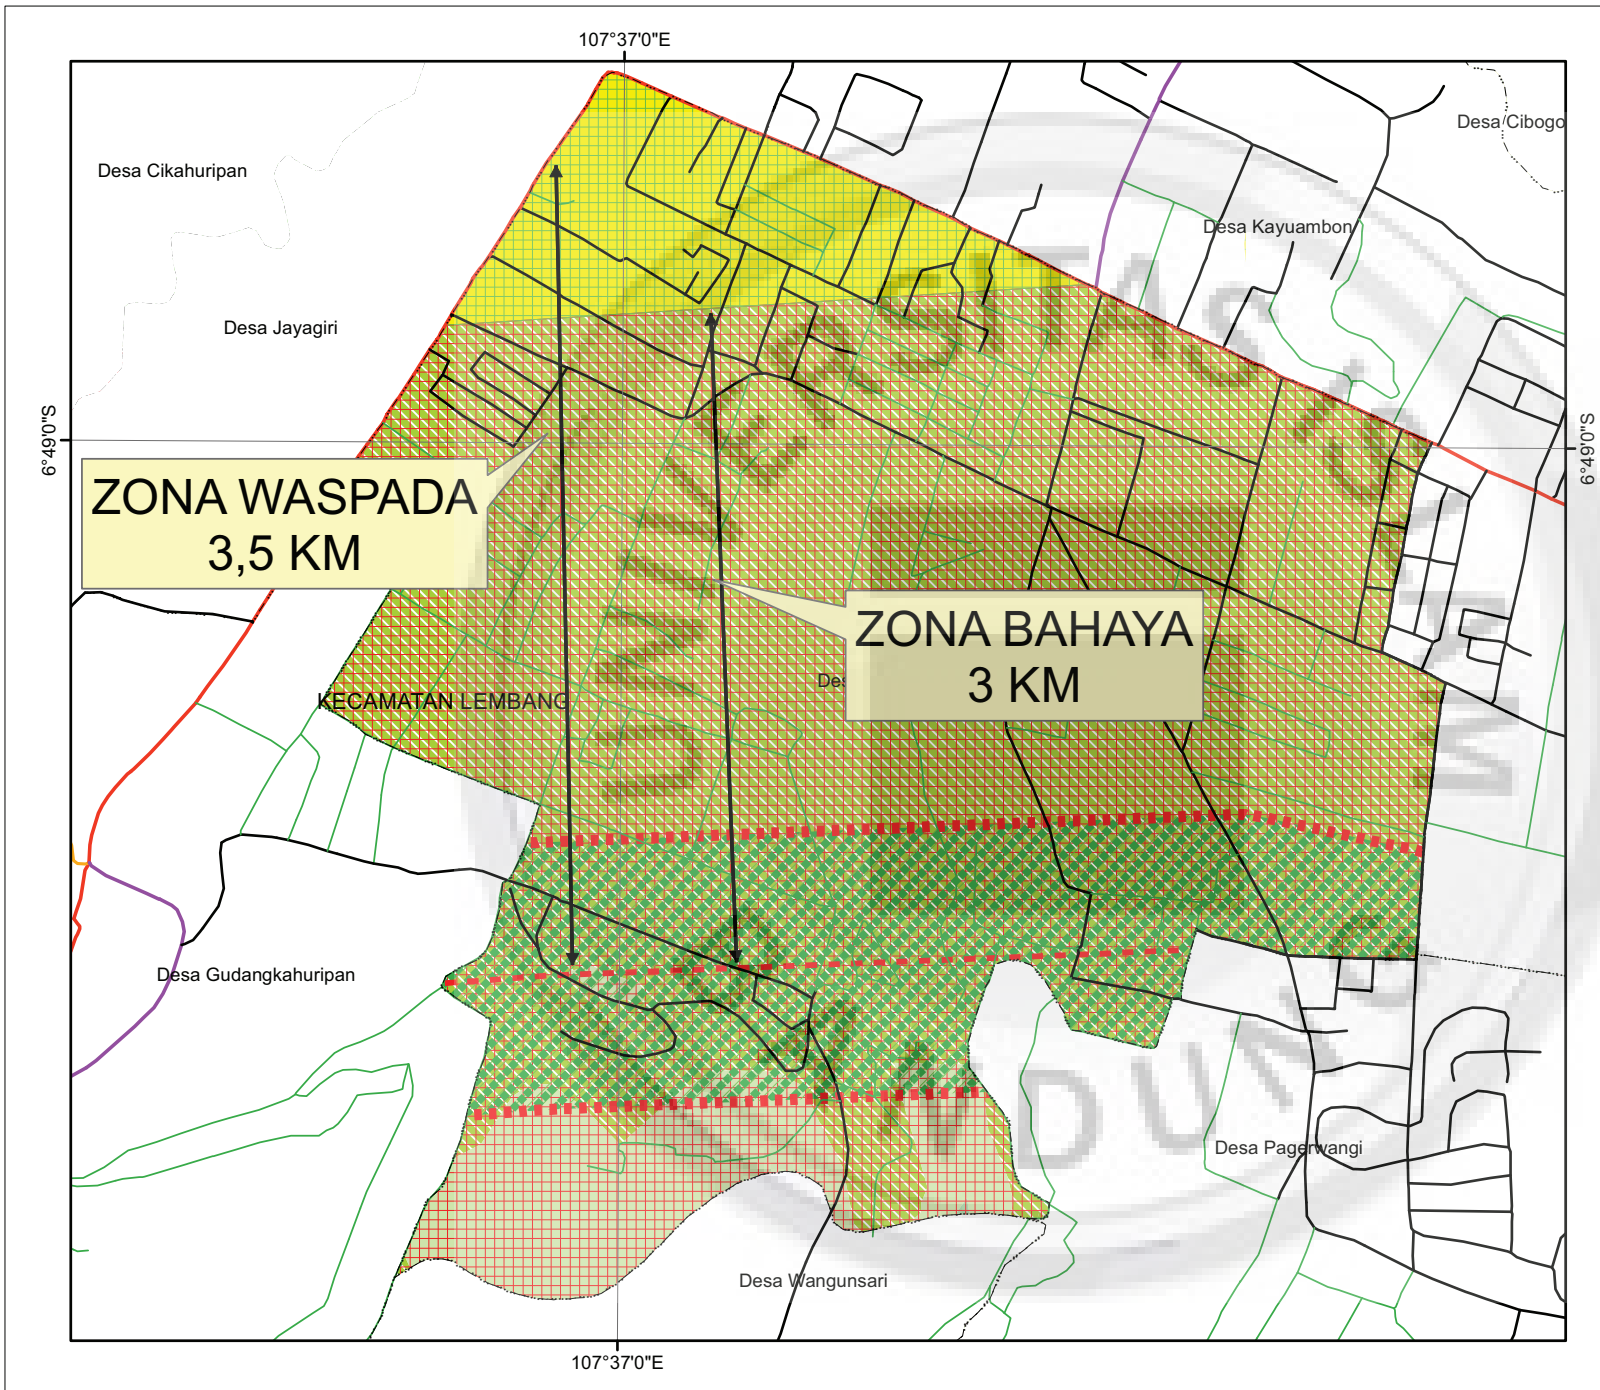 107°37'0"E
Desa Cibogo
Desa Cikahuripan
Desa Kayuambon
Desa Jayagiri
6°49'0"S
6°49'0"S
ZONA WASPADA
3,5 KM
ZONA BAHAYA
3 KM
KECAMATAN LEMBANG
Desa Gudangkahuripan
Desa Pagerwangi
Desa Wangunsari
107°37'0"E